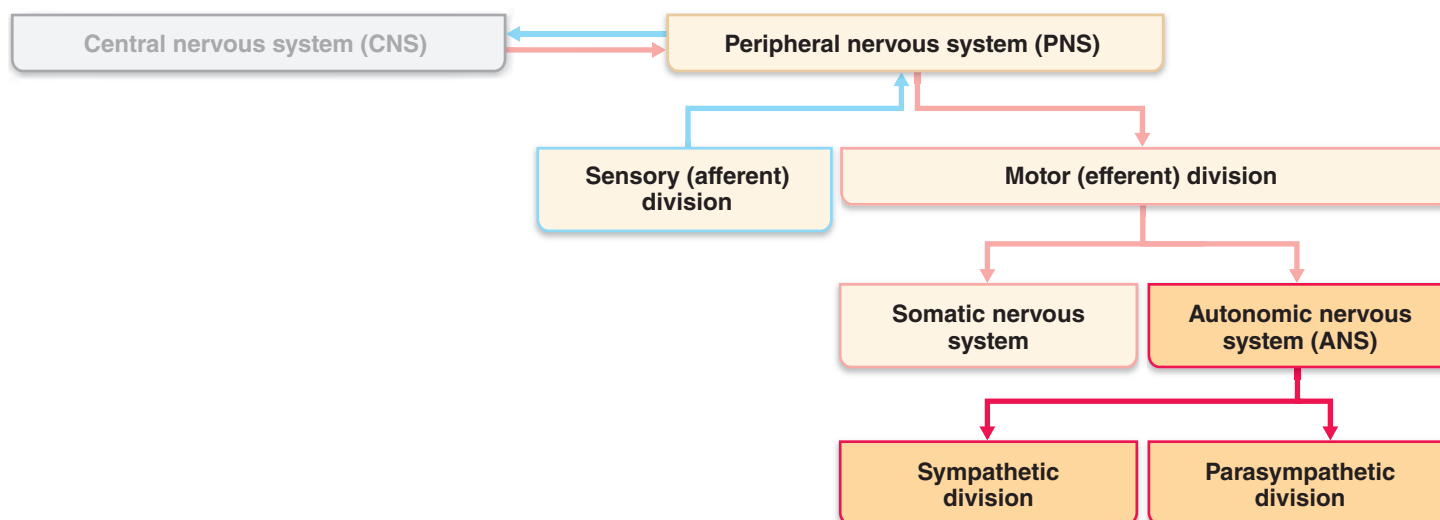 Central nervous system (CNS)
Peripheral nervous system (PNS)
Sensory (afferent)
division
Motor (efferent) division
Somatic nervous
system
Autonomic nervous
system (ANS)
Sympathetic
division
Parasympathetic
division